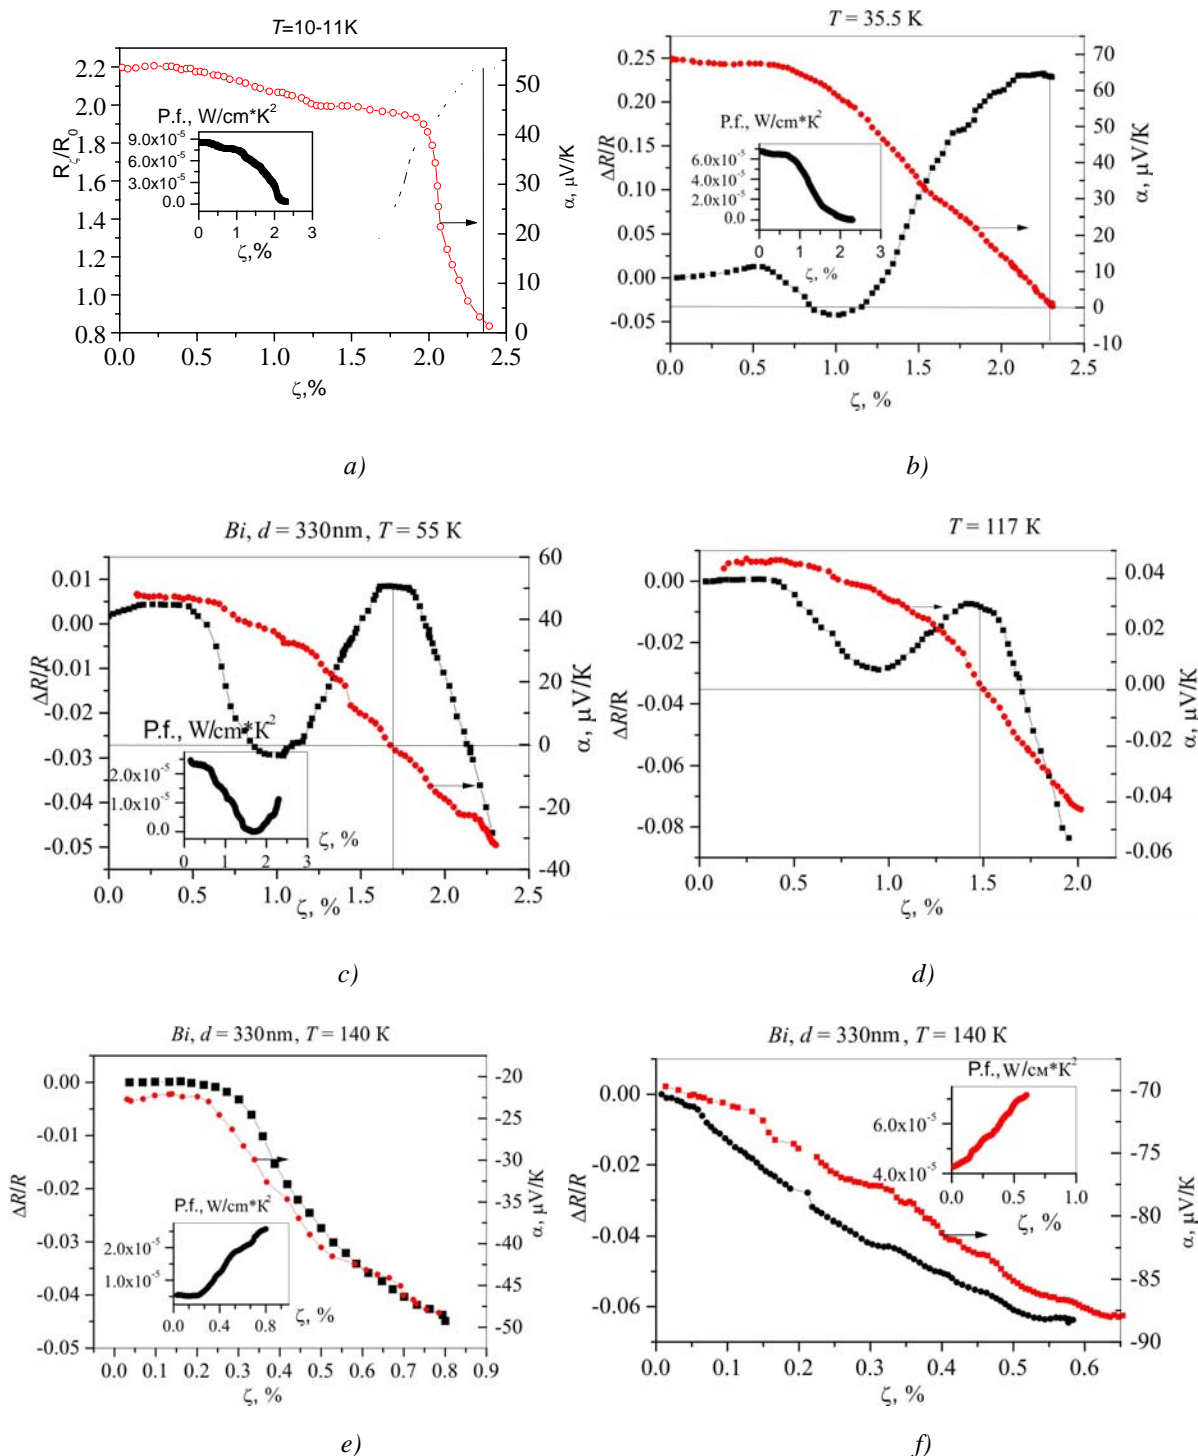 T=10-11K
2.2
2.0
1.8
1.6
1.4
1.2
1.0
0.8
R_ζ/R_0
P.f., W/cm*K²
9.0x10⁻⁵
6.0x10⁻⁵
3.0x10⁻⁵
0.0
0 1 2 3
ζ,%
50
40
30
20
10
0
α, μV/K
0.0 0.5 1.0 1.5 2.0 2.5
ζ,%
a)
T = 35.5 K
0.25
0.20
0.15
0.10
0.05
0.00
-0.05
ΔR/R
P.f., W/cm*K²
6.0x10⁻⁵
4.0x10⁻⁵
2.0x10⁻⁵
0.0
0 1 2 3
ζ, %
70
60
50
40
30
20
10
0
-10
α, μV/K
0.0 0.5 1.0 1.5 2.0 2.5
ζ, %
b)
Bi, d = 330nm, T = 55 K
0.01
0.00
-0.01
-0.02
-0.03
-0.04
-0.05
ΔR/R
P.f., W/cm*K²
2.0x10⁻⁵
1.0x10⁻⁵
0.0
0 1 2 3
ζ, %
60
40
20
0
-20
-40
α, μV/K
0.0 0.5 1.0 1.5 2.0 2.5
ζ, %
c)
T = 117 K
0.00
-0.02
-0.04
-0.06
-0.08
ΔR/R
0.04
0.02
0.00
-0.02
-0.04
-0.06
α, μV/K
0.0 0.5 1.0 1.5 2.0
ζ, %
d)
Bi, d = 330nm, T = 140 K
0.00
-0.01
-0.02
-0.03
-0.04
-0.05
ΔR/R
P.f., W/cm*K²
2.0x10⁻⁵
1.0x10⁻⁵
0.0 0.4 0.8
ζ, %
-20
-25
-30
-35
-40
-45
-50
α, μV/K
0.0 0.1 0.2 0.3 0.4 0.5 0.6 0.7 0.8 0.9
ζ, %
e)
Bi, d = 330nm, T = 140 K
0.00
-0.02
-0.04
-0.06
ΔR/R
P.f., W/см*K²
6.0x10⁻⁵
4.0x10⁻⁵
0.0 0.5 1.0
ζ, %
-70
-75
-80
-85
-90
α, μV/K
0.0 0.1 0.2 0.3 0.4 0.5 0.6
ζ, %
f)